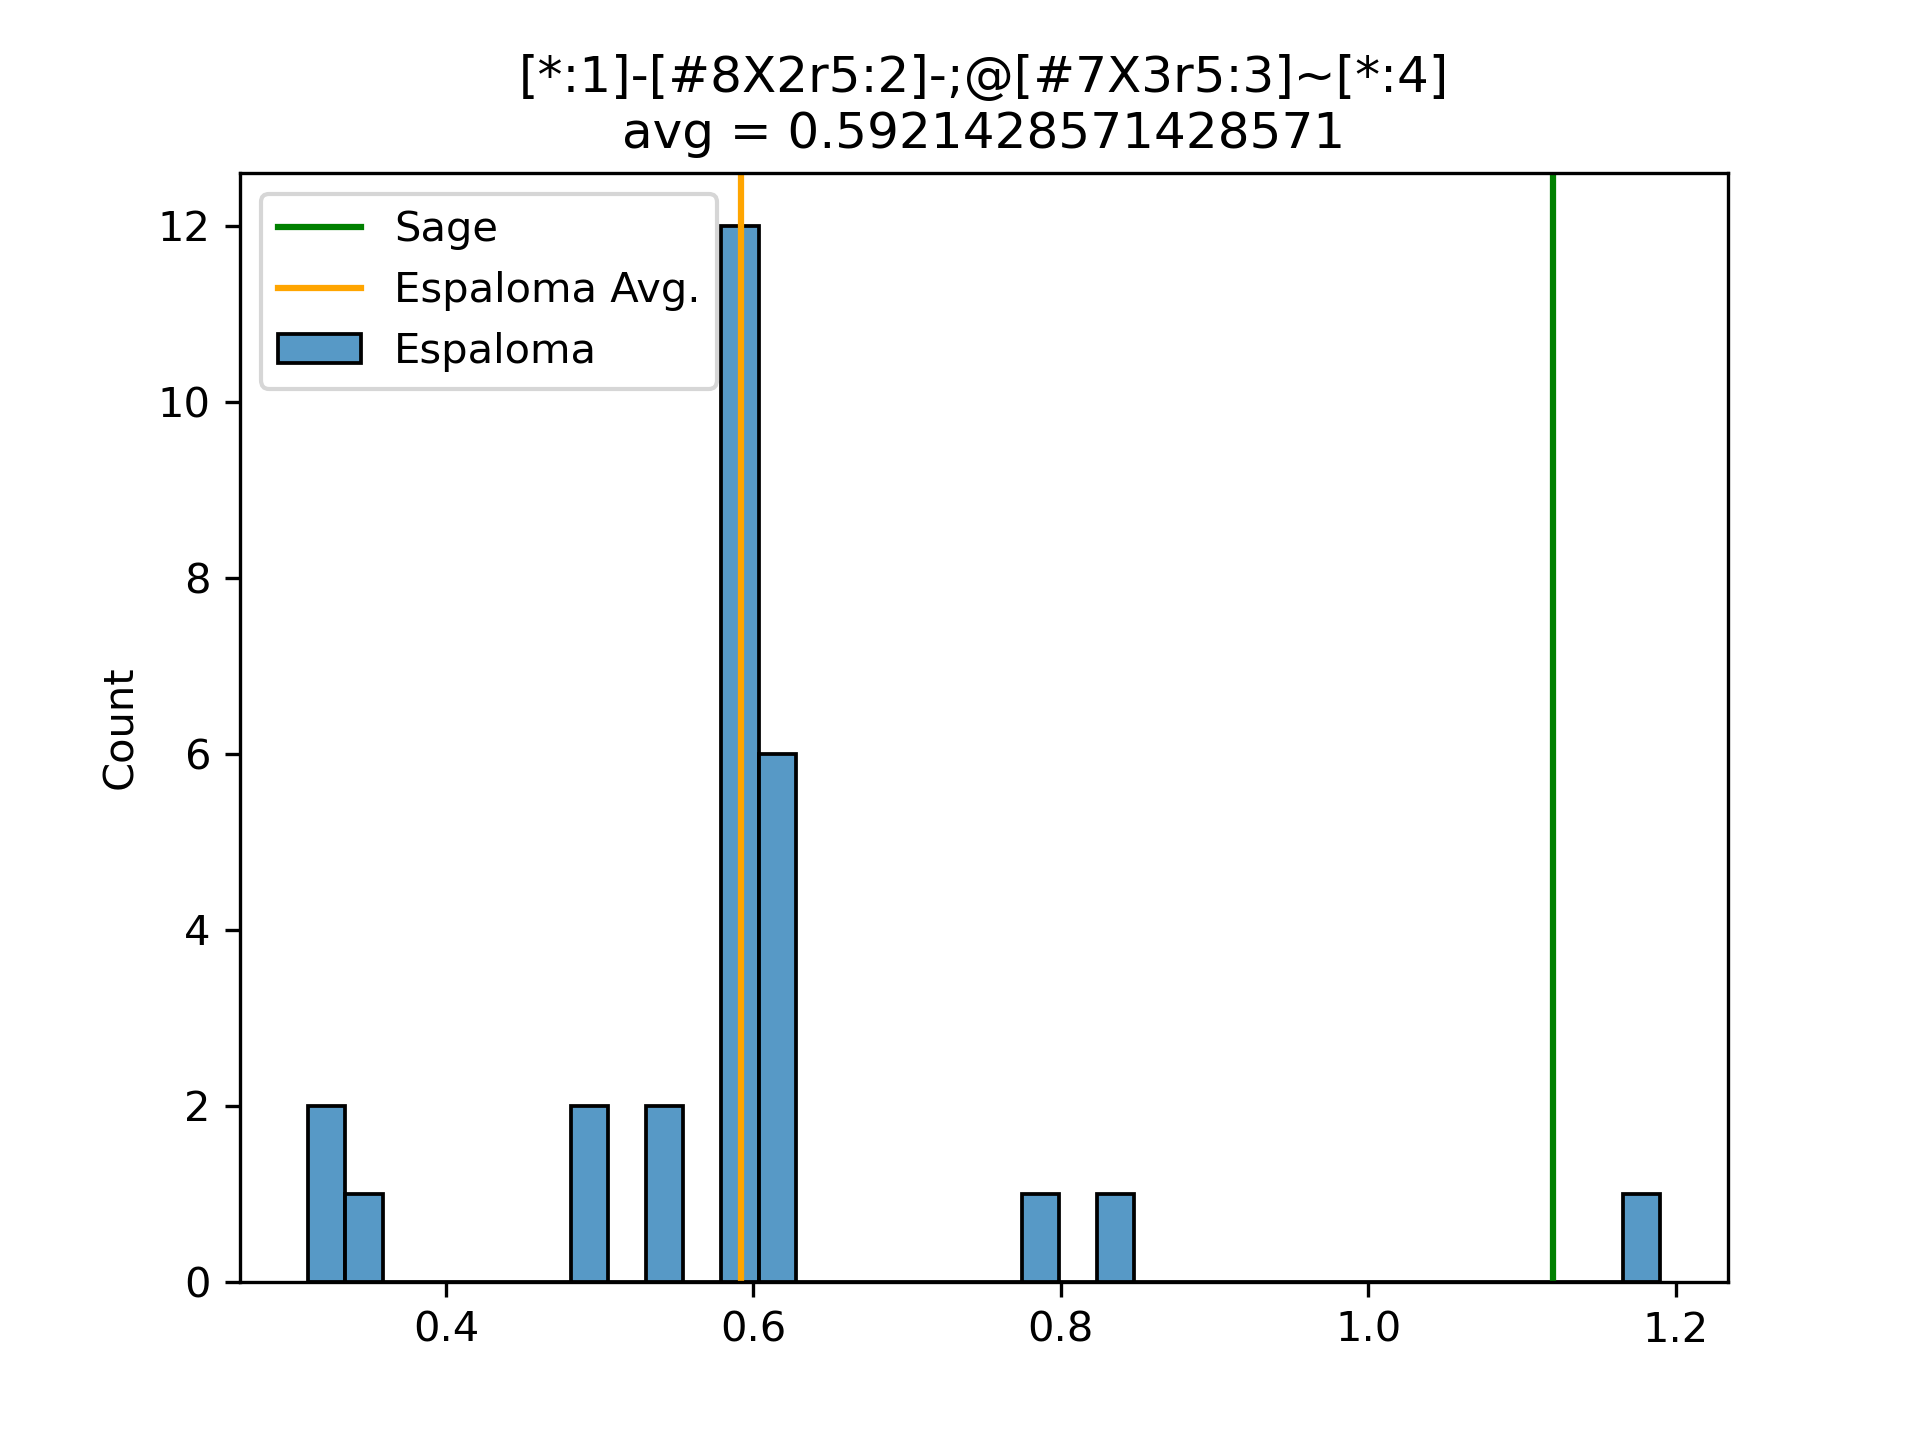 [*:1]-[#8X2r5:2]-;@[#7X3r5:3]~[*:4]
avg = 0.5921428571428571
Sage
Espaloma Avg.
Espaloma
12
10
8
6
4
2
0
Count
0.4 0.6 0.8 1.0 1.2